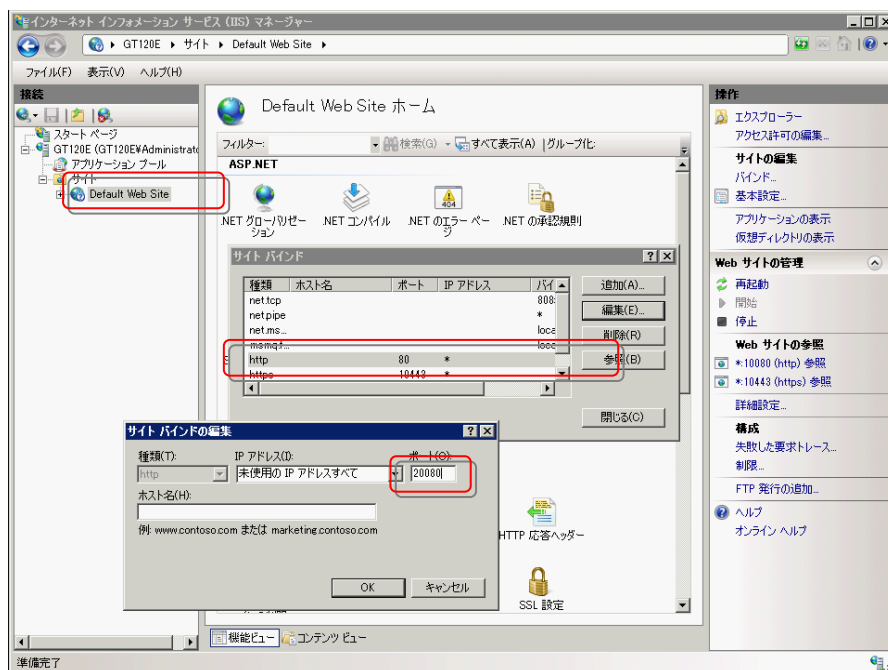 インターネット インフォメーション サービス (IIS) マネージャー
GT120E サイト Default Web Site
ファイル(F) 表示(V) ヘルプ(H)
接続
スタート ページ
GT120E (GT120E¥Administrato
アプリケーション プール
サイト
Default Web Site
Default Web Site ホーム
フィルター: 検索(G) すべて表示(A) グループ化:
ASP.NET
.NET グローバリゼーション
.NET コンパイル
.NET のエラー ページ
.NET の承認規則
サイト バインド
種類 ホスト名 ポート IP アドレス バイ
net.tcp 808:
net.pipe *
net.ms... loca
msmq.f... loca
http 80 *
https 10443 *
追加(A)...
編集(E)...
削除(R)
参照(B)
閉じる(C)
サイト バインドの編集
種類(T): IP アドレス(I): ポート(O):
http 未使用の IP アドレスすべて 20080
ホスト名(H):
例: www.contoso.com または marketing.contoso.com
OK キャンセル
HTTP 応答ヘッダー
SSL 設定
機能ビュー コンテンツ ビュー
準備完了
操作
エクスプローラー
アクセス許可の編集...
サイトの編集
バインド...
基本設定...
アプリケーションの表示
仮想ディレクトリの表示
Web サイトの管理
再起動
開始
停止
Web サイトの参照
*:10080 (http) 参照
*:10443 (https) 参照
詳細設定...
構成
失敗した要求トレース...
制限...
FTP 発行の追加...
ヘルプ
オンライン ヘルプ